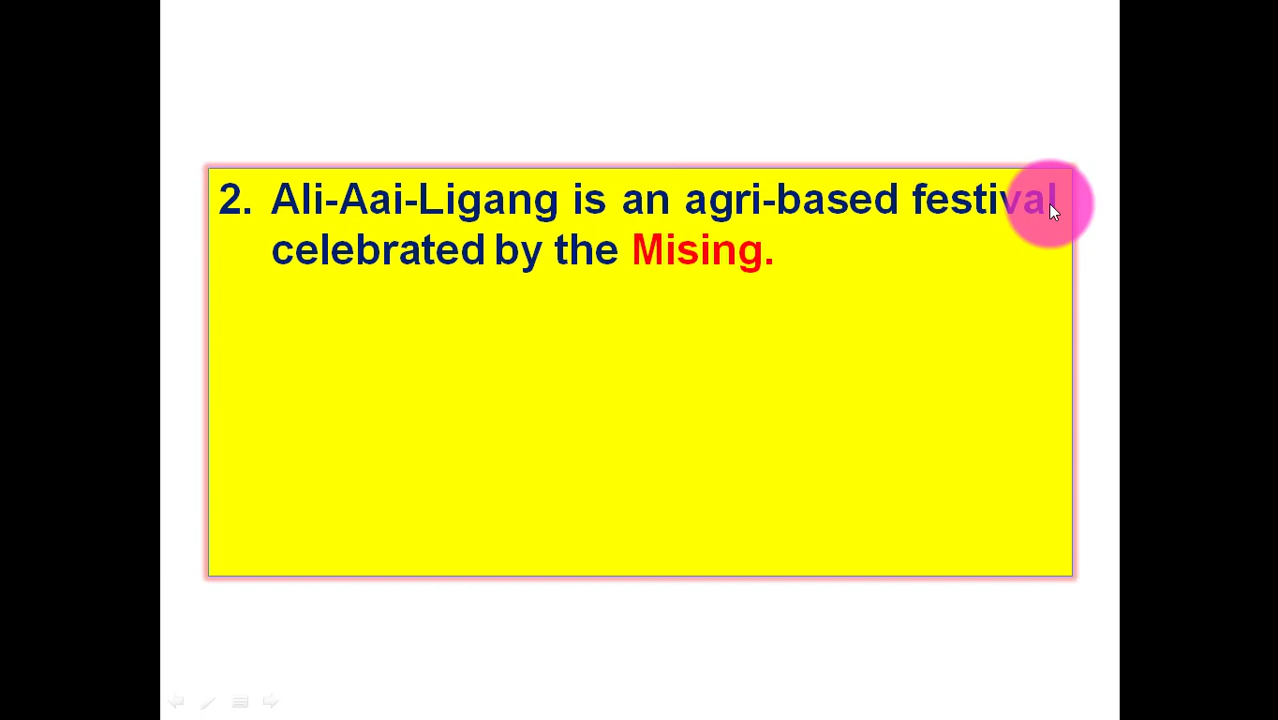 2. Ali-Aai-Ligang is an agri-based festival
celebrated by the Mising.